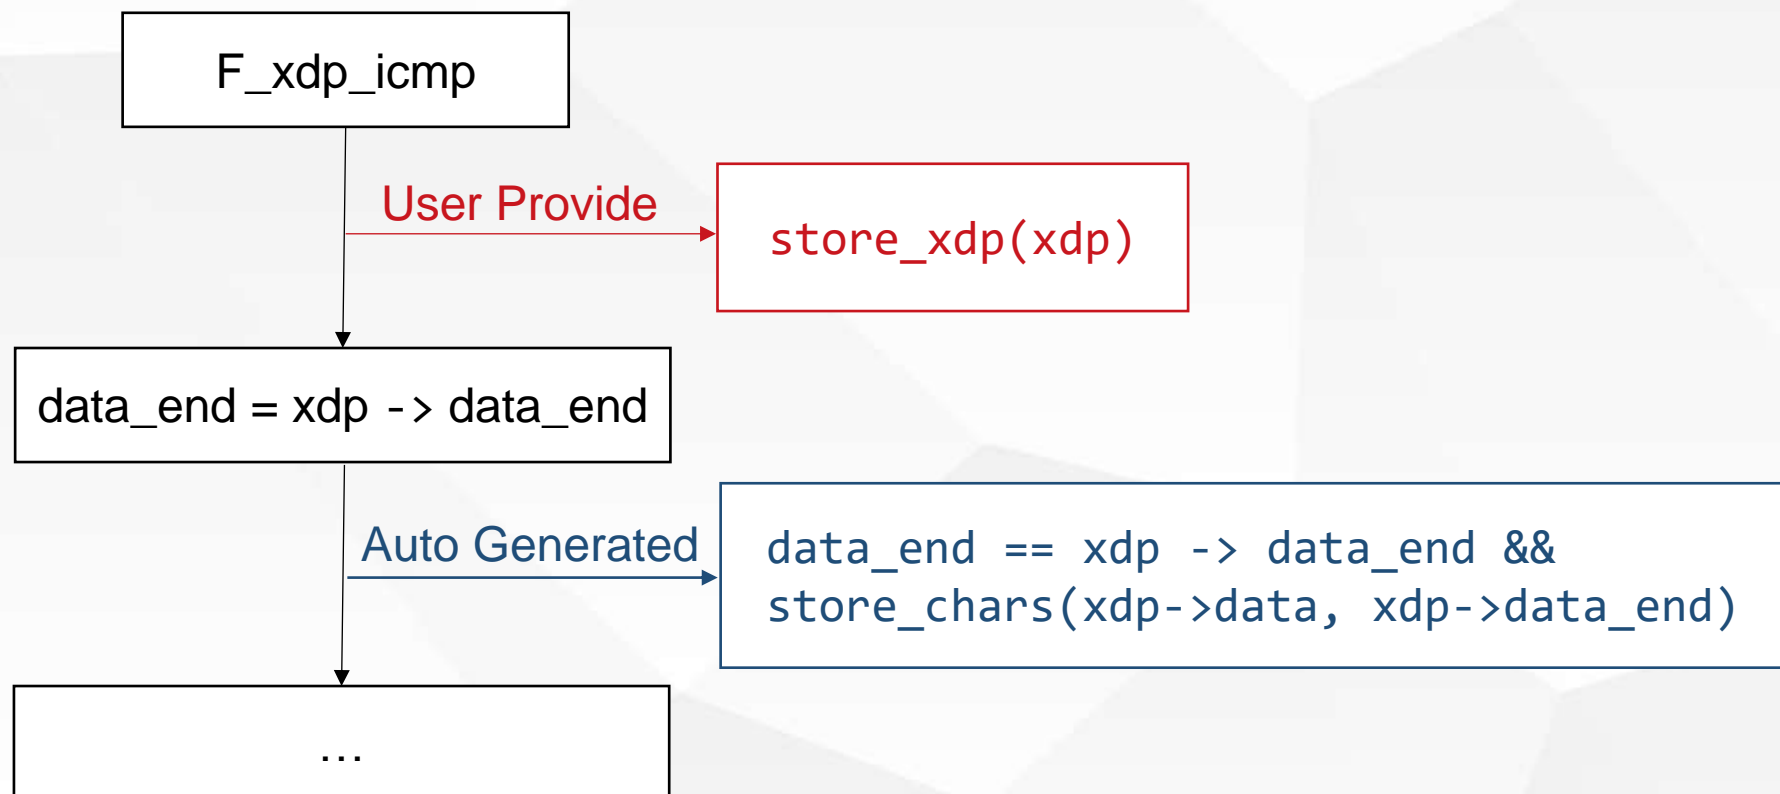 F_xdp_icmp
User Provide
store_xdp(xdp)
data_end = xdp -> data_end
Auto Generated
data_end == xdp -> data_end &&
store_chars(xdp->data, xdp->data_end)
...